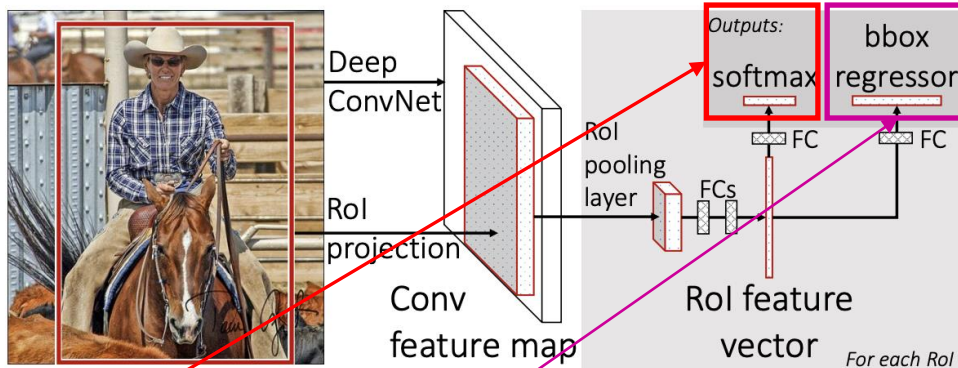 Deep
ConvNet
RoI
projection
Conv
feature map
RoI
pooling
layer
FCs
Outputs:
softmax
bbox
regressor
FC
FC
RoI feature
vector
For each RoI